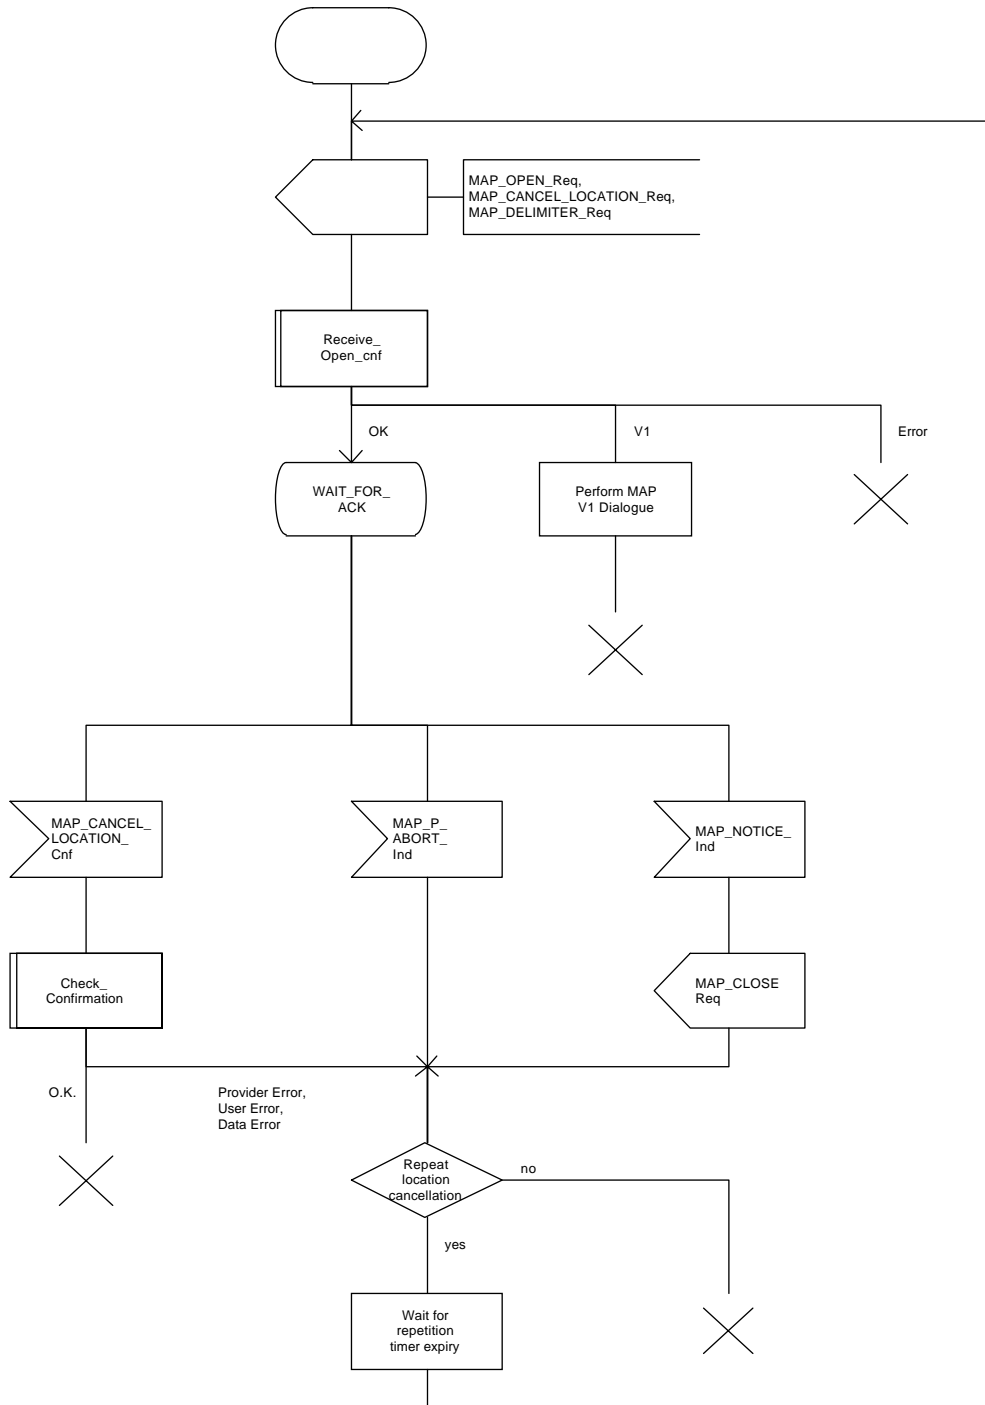 MAP_OPEN_Req,
MAP_CANCEL_LOCATION_Req,
MAP_DELIMITER_Req
Receive_
Open_cnf
OK
V1
Error
WAIT_FOR_
ACK
Perform MAP
V1 Dialogue
MAP_CANCEL_
LOCATION_
Cnf
MAP_P_
ABORT_
Ind
MAP_NOTICE_
Ind
Check_
Confirmation
MAP_CLOSE
Req
O.K.
Provider Error,
User Error,
Data Error
Repeat
location
cancellation
no
yes
Wait for
repetition
timer expiry